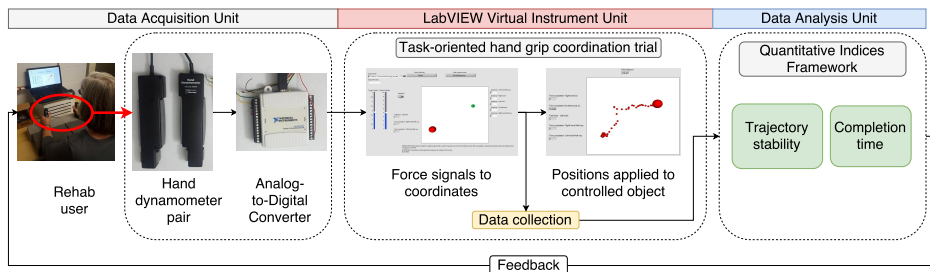 Data Acquisition Unit
LabVIEW Virtual Instrument Unit
Data Analysis Unit
Task-oriented hand grip coordination trial
Quantitative Indices
Framework
Trajectory
stability
Completion
time
Rehab
user
Hand
dynamometer
pair
Analog-
to-Digital
Converter
Force signals to
coordinates
Positions applied to
controlled object
Data collection
Feedback